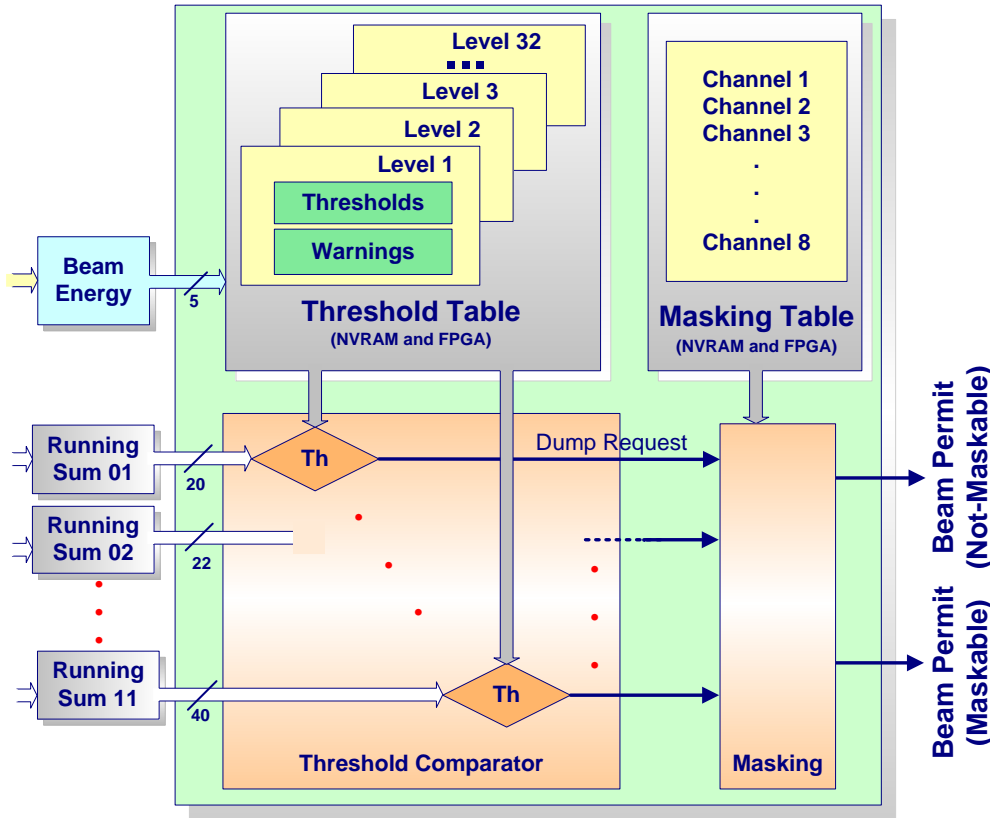 Level 32
Level 3
Level 2
Level 1
Thresholds
Warnings
Threshold Table
(NVRAM and FPGA)
Channel 1
Channel 2
Channel 3
.
.
.
Channel 8
Masking Table
(NVRAM and FPGA)
Beam
Energy
5
Running
Sum 01
20
Th
Dump Request
Running
Sum 02
22
Running
Sum 11
40
Th
Threshold Comparator
Masking
Beam Permit
(Not-Maskable)
Beam Permit
(Maskable)